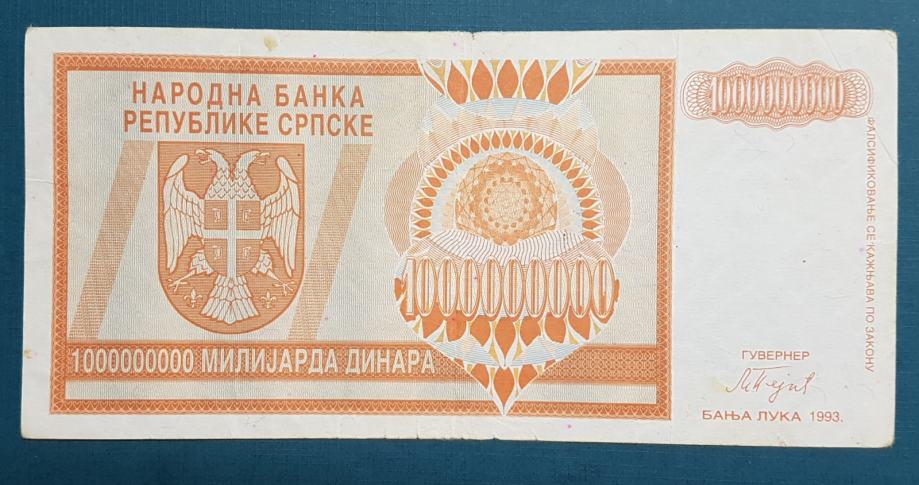 НАРОДНА БАНКА
РЕПУБЛИКЕ СРПСКЕ
1000000000
1000000000
1000000000 МИЛИЈАРДА ДИНАРА
ФАЛСИФИКОВАЊЕ СЕ КАЖЊАВА ПО ЗАКОНУ
ГУВЕРНЕР
БАЊА ЛУКА 1993.